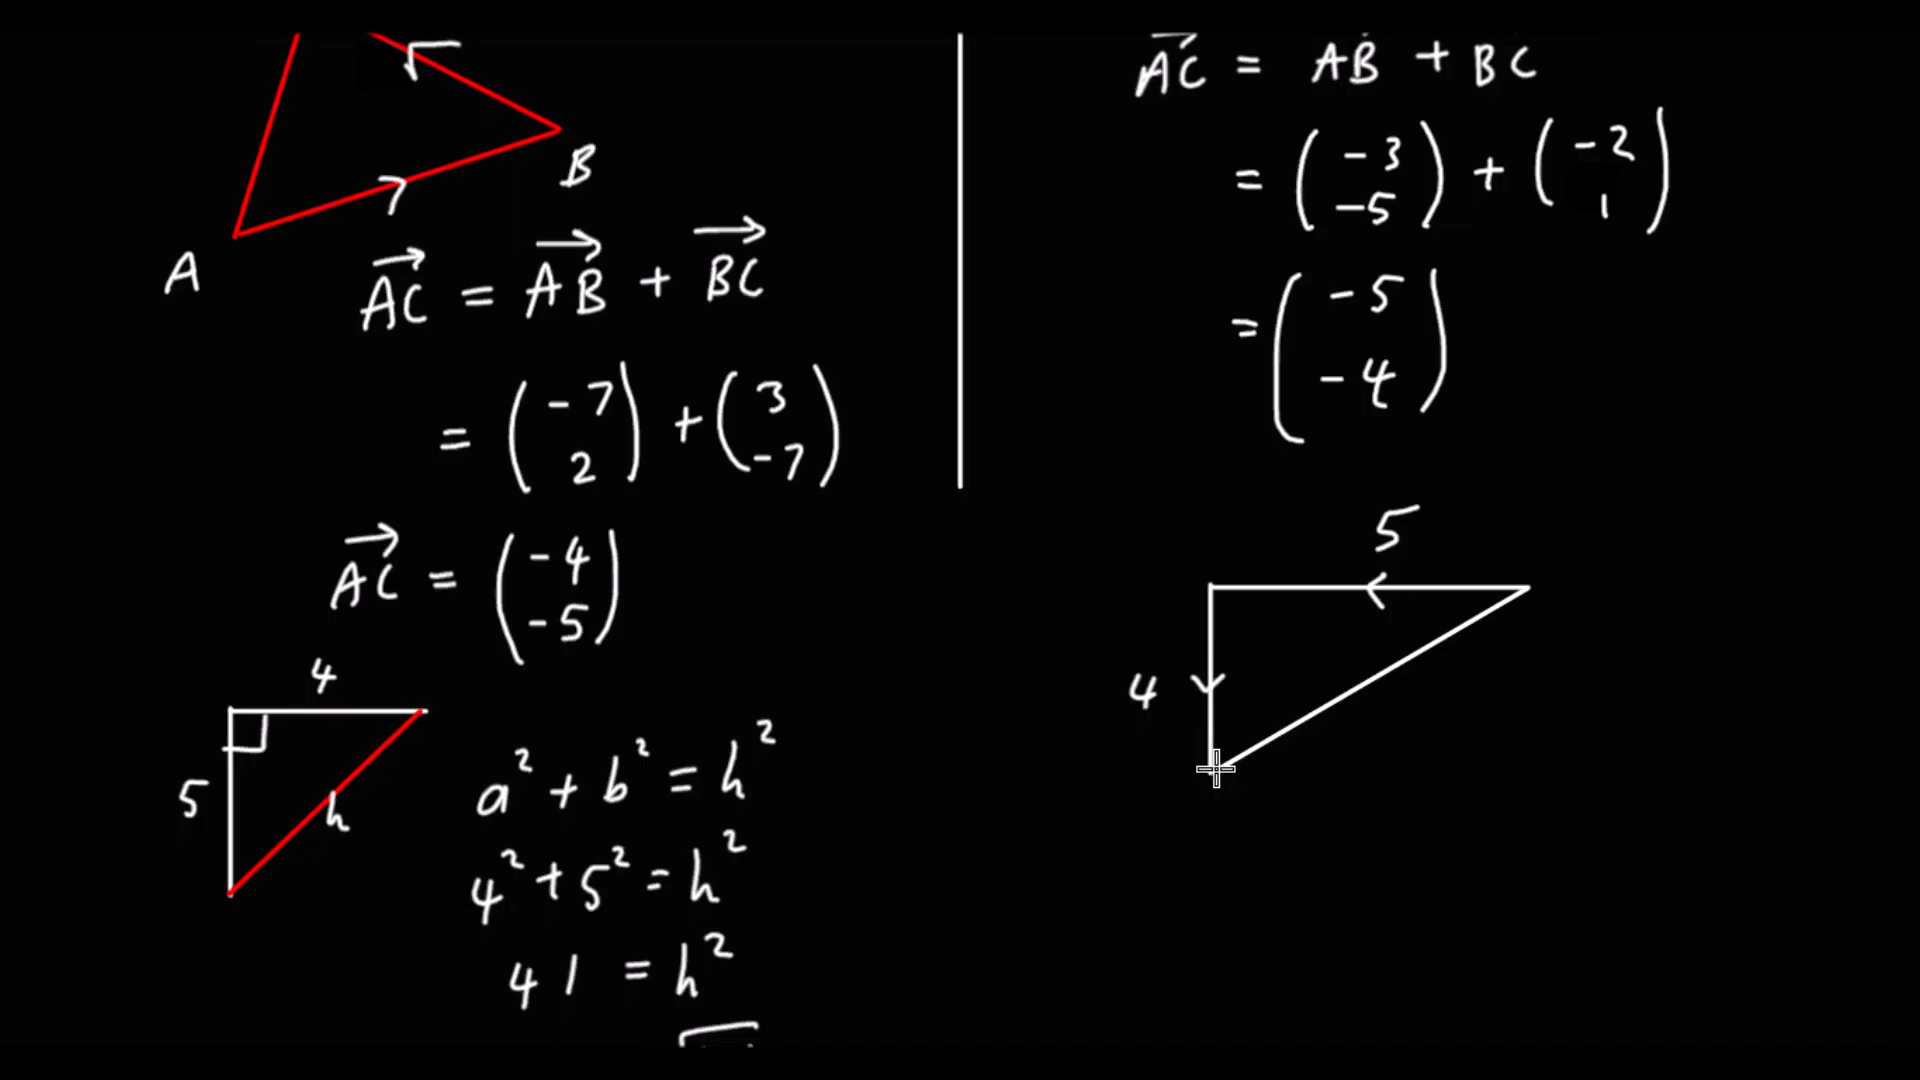 B
A
AC = AB + BC
= (-7 2) + (3 -7)
AC = (-4 -5)
4
5
h
a² + b² = h²
4² + 5² = h²
41 = h²
AC = AB + BC
= (-3 -5) + (-2 1)
= (-5 -4)
5
4